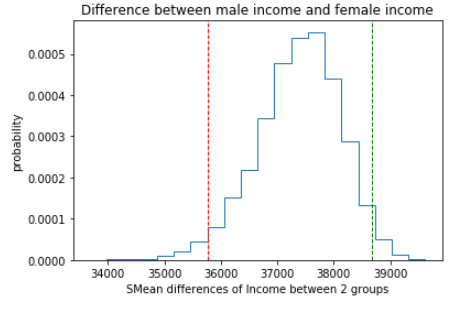 Difference between male income and female income
0.0005
0.0004
0.0003
0.0002
0.0001
0.0000
probability
34000 35000 36000 37000 38000 39000
SMean differences of Income between 2 groups